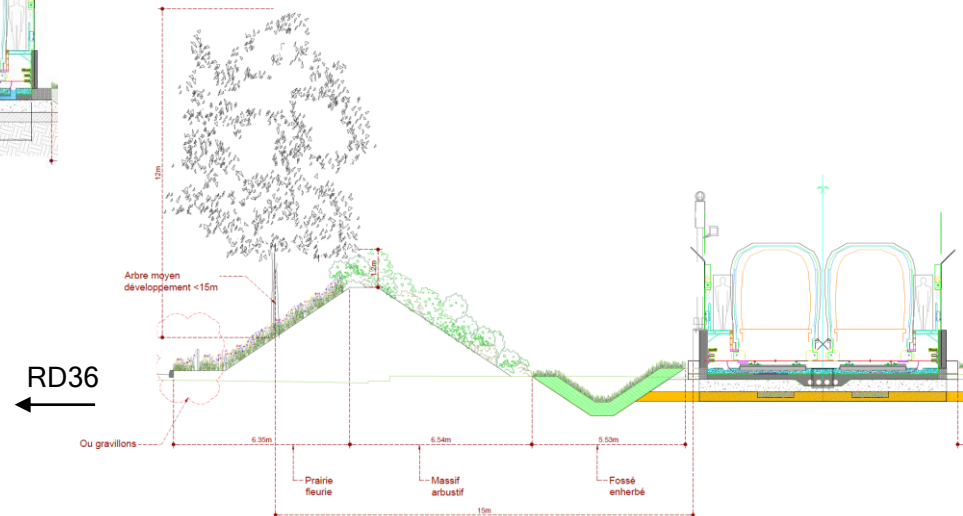 12m
1.2m
Arbre moyen
développement <15m
RD36
Ou gravillons
6.35m
6.54m
5.53m
Prairie
fleurie
Massif
arbustif
Fossé
enherbé
15m